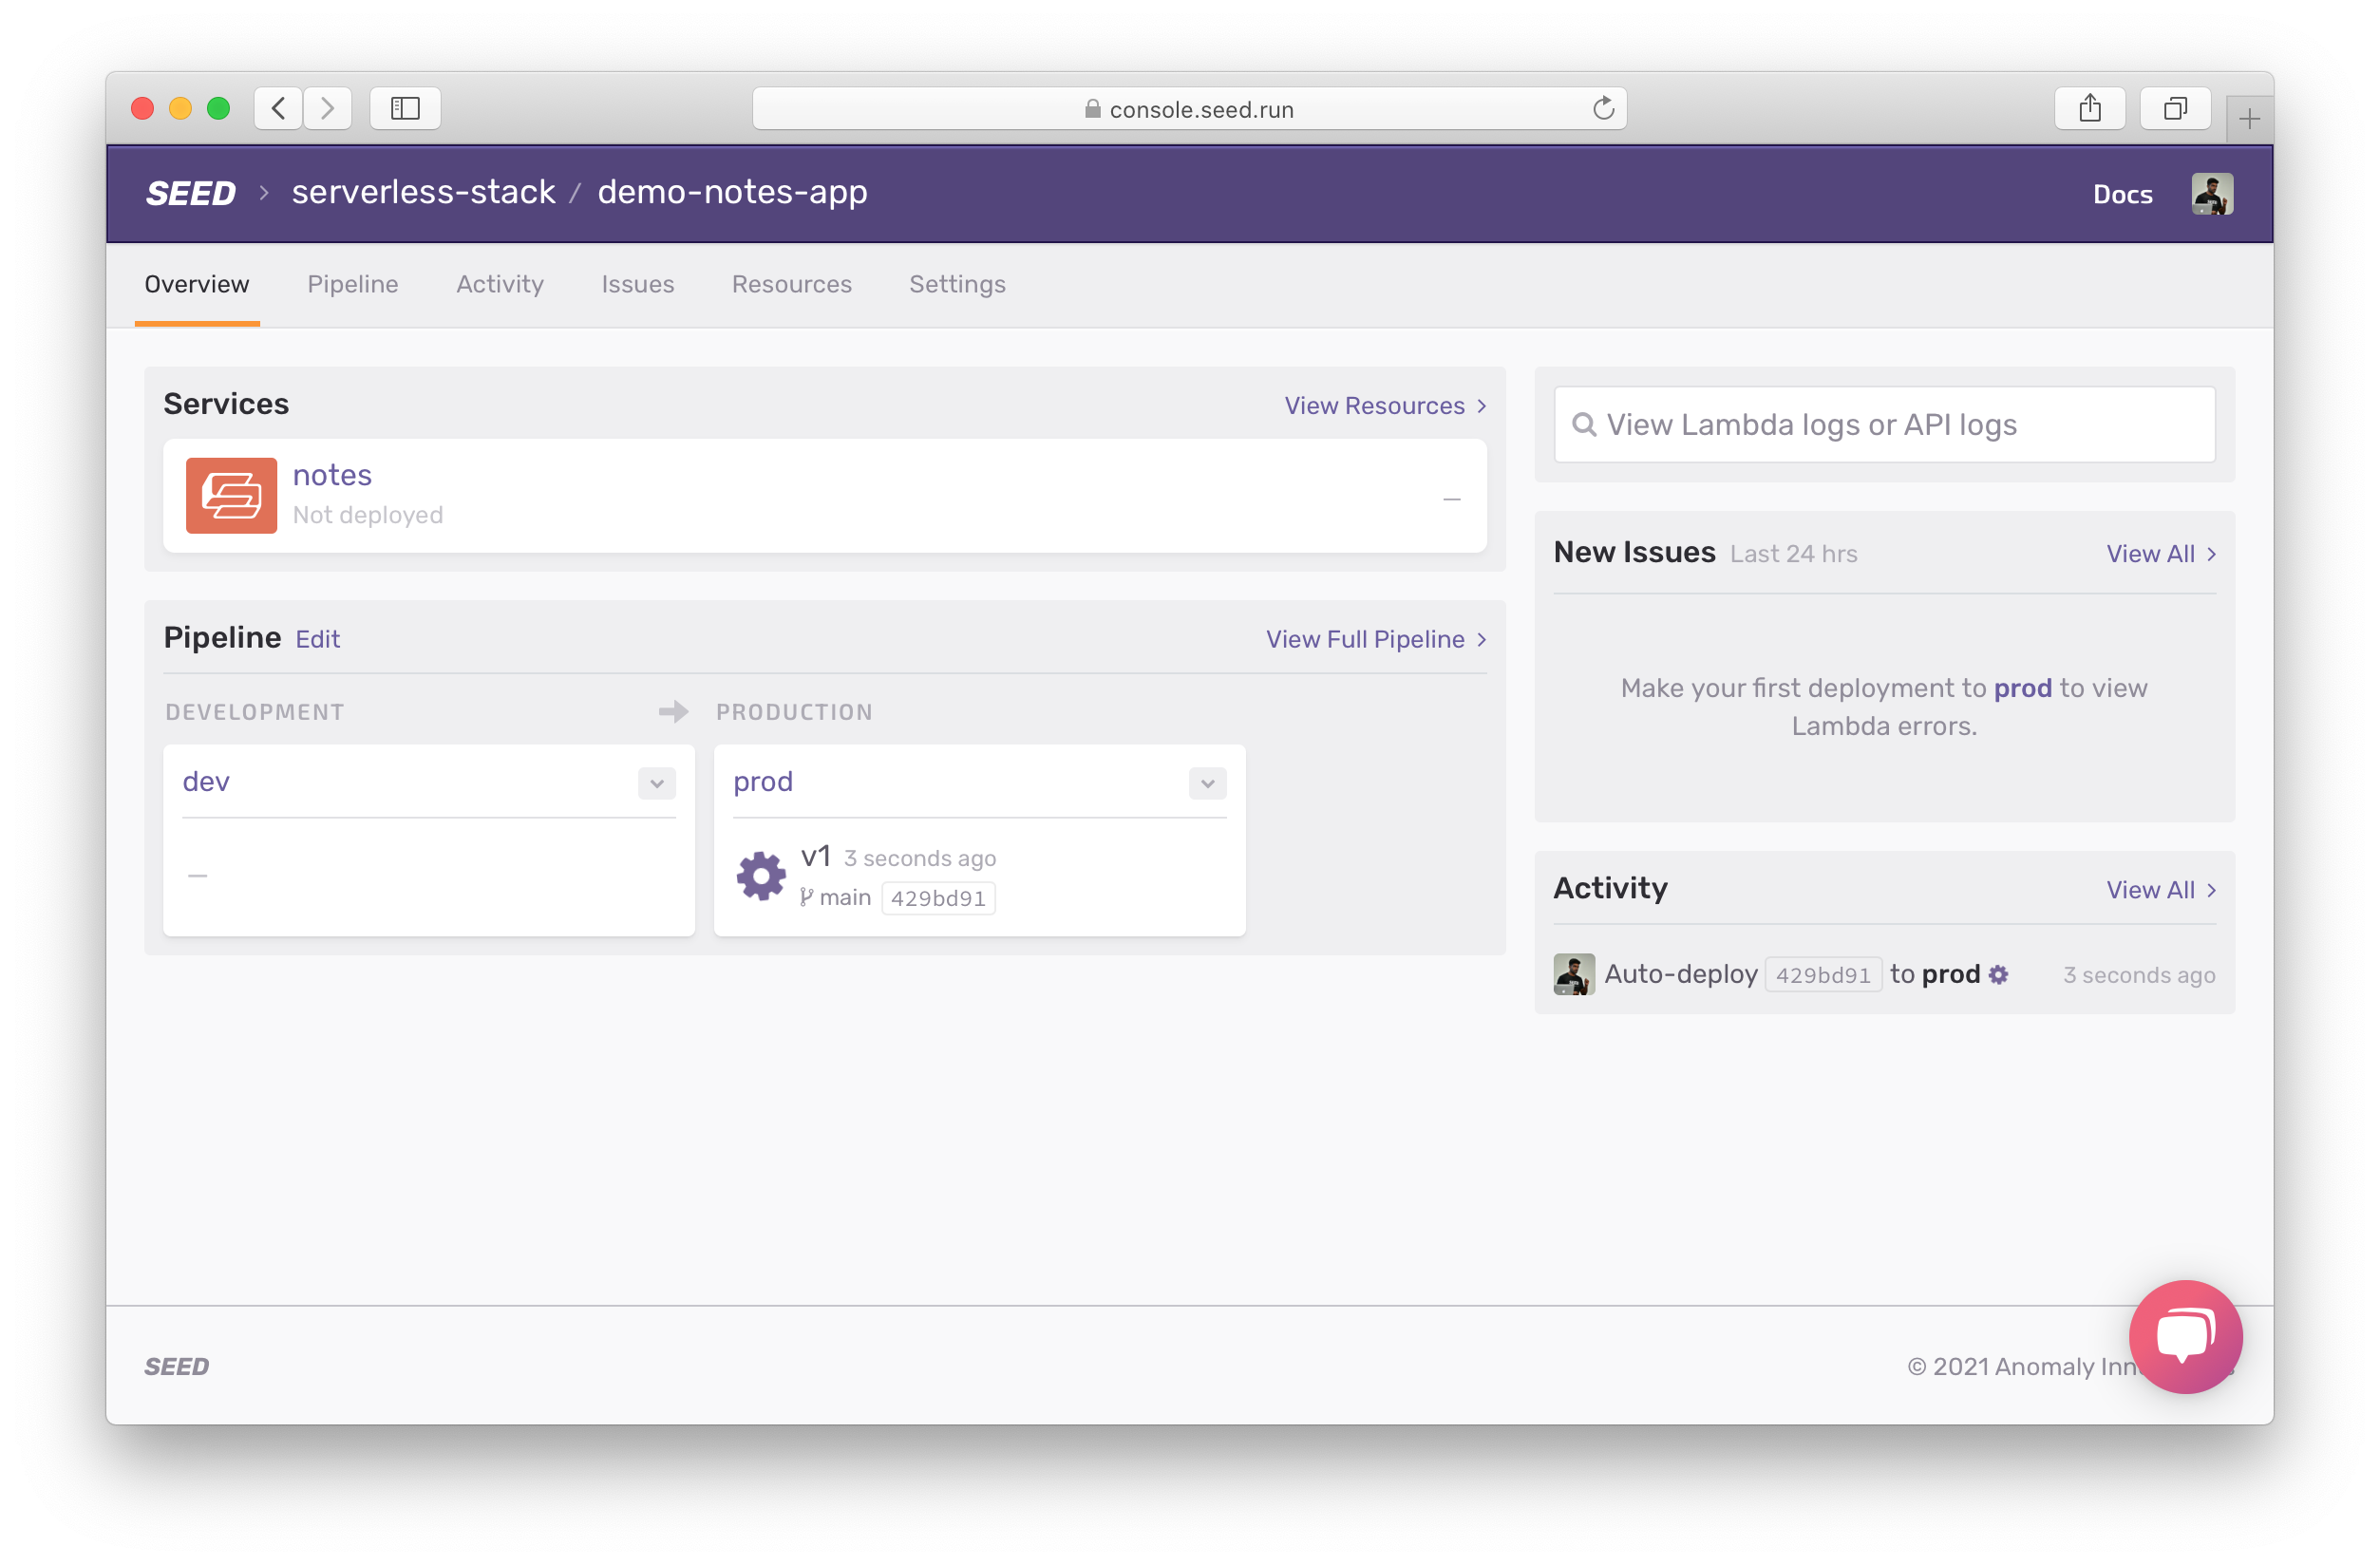 console.seed.run
SEED > serverless-stack / demo-notes-app
Docs
Overview Pipeline Activity Issues Resources Settings
Services
View Resources >
notes
Not deployed
–
Pipeline Edit
View Full Pipeline >
DEVELOPMENT
PRODUCTION
dev
–
prod
v1 3 seconds ago
main 429bd91
View Lambda logs or API logs
New Issues Last 24 hrs
View All >
Make your first deployment to prod to view
Lambda errors.
Activity
View All >
Auto-deploy 429bd91 to prod
3 seconds ago
SEED
© 2021 Anomaly